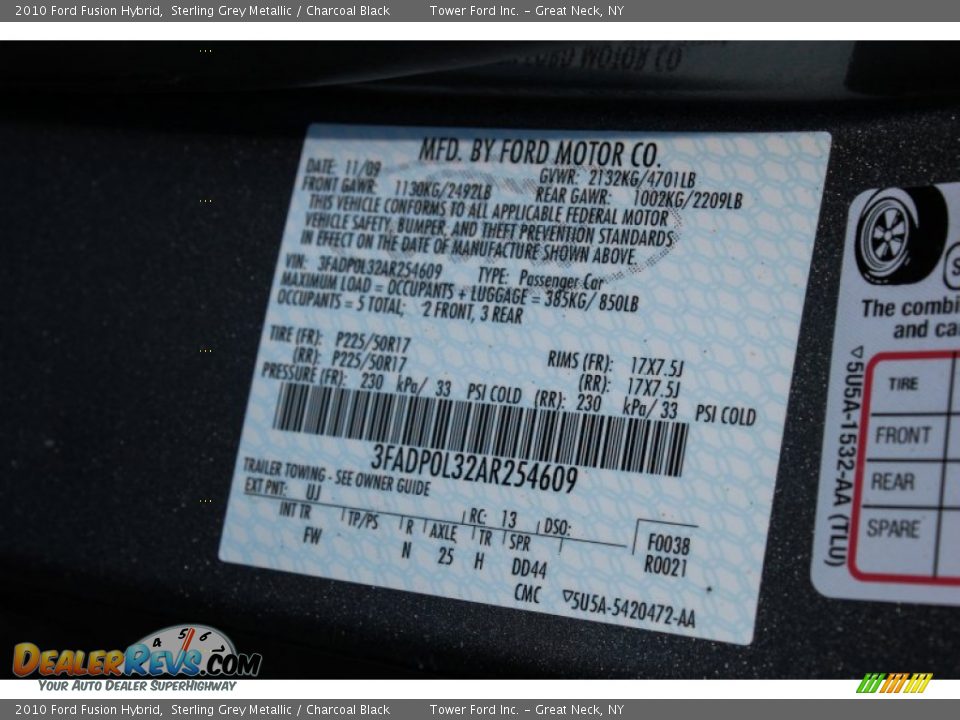 2010 Ford Fusion Hybrid, Sterling Grey Metallic / Charcoal Black Tower Ford Inc. - Great Neck, NY
FORD MOTOR CO
MFD. BY FORD MOTOR CO.
DATE: 11/09 GVWR: 2132KG/4701LB
FRONT GAWR: 1130KG/2492LB REAR GAWR: 1002KG/2209LB
THIS VEHICLE CONFORMS TO ALL APPLICABLE FEDERAL MOTOR
VEHICLE SAFETY, BUMPER, AND THEFT PREVENTION STANDARDS
IN EFFECT ON THE DATE OF MANUFACTURE SHOWN ABOVE.
VIN: 3FADP0L32AR254609 TYPE: Passenger Car
MAXIMUM LOAD = OCCUPANTS + LUGGAGE = 385KG/ 850LB
OCCUPANTS = 5 TOTAL; 2 FRONT, 3 REAR
TIRE (FR): P225/50R17 RIMS (FR): 17X7.5J
(RR): P225/50R17 (RR): 17X7.5J
PRESSURE (FR): 230 kPa/ 33 PSI COLD (RR): 230 kPa/ 33 PSI COLD
3FADP0L32AR254609
TRAILER TOWING - SEE OWNER GUIDE
EXT PNT: UJ RC: 13 DSO: F0038
INT TR TP/PS R AXLE TR SPR R0021
FW N 25 H DD44
CMC ▽5U5A-5420472-AA
The combi
and ca
▽5U5A-1532-AA (TLU)
TIRE
FRONT
REAR
SPARE
4 5 6
DEALERREVS.COM
YOUR AUTO DEALER SUPERHIGHWAY
2010 Ford Fusion Hybrid, Sterling Grey Metallic / Charcoal Black Tower Ford Inc. - Great Neck, NY